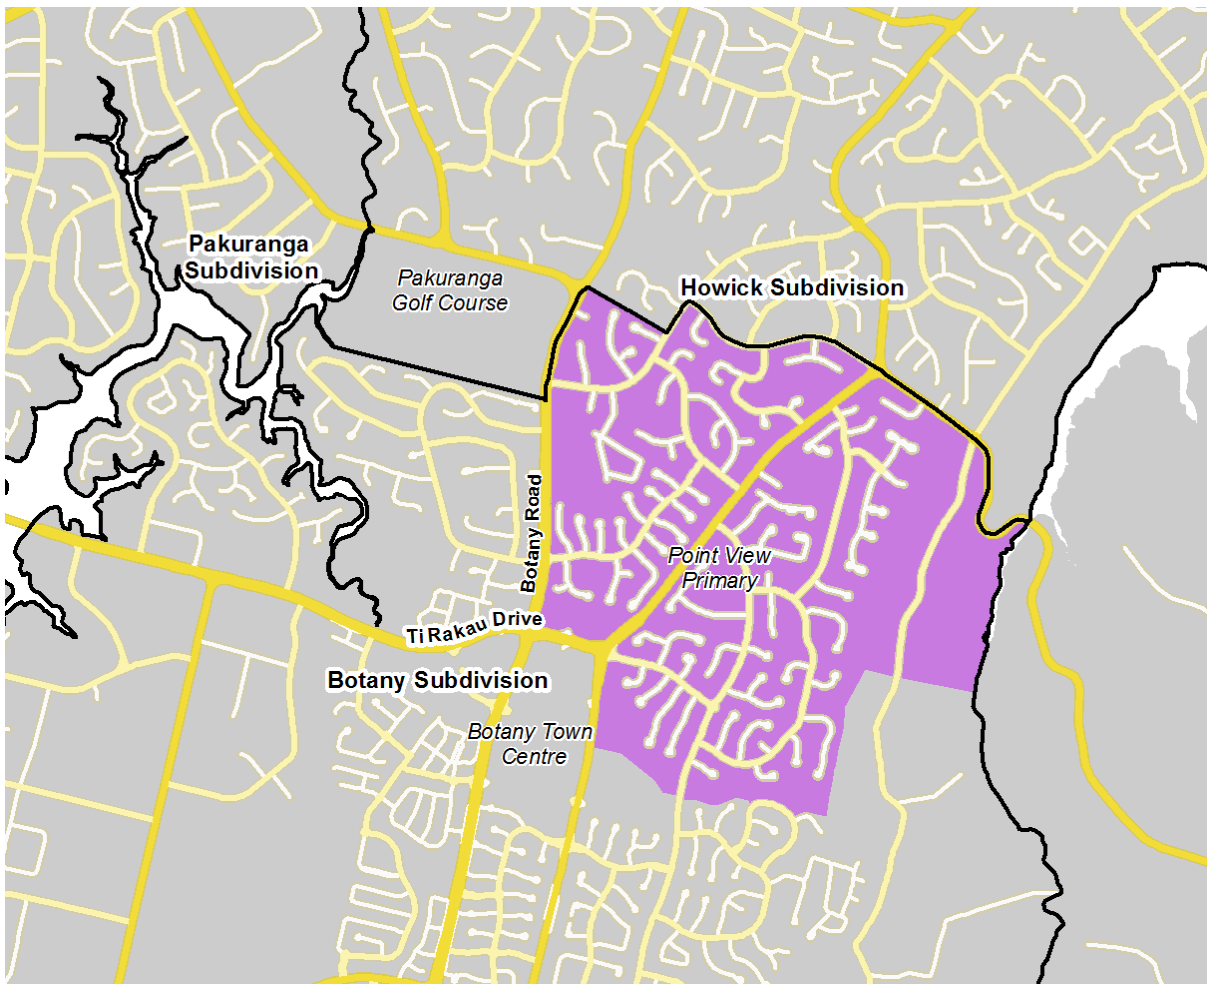 Pakuranga
Subdivision
Pakuranga
Golf Course
Howick Subdivision
Botany Road
Point View
Primary
Ti Rakau Drive
Botany Subdivision
Botany Town
Centre